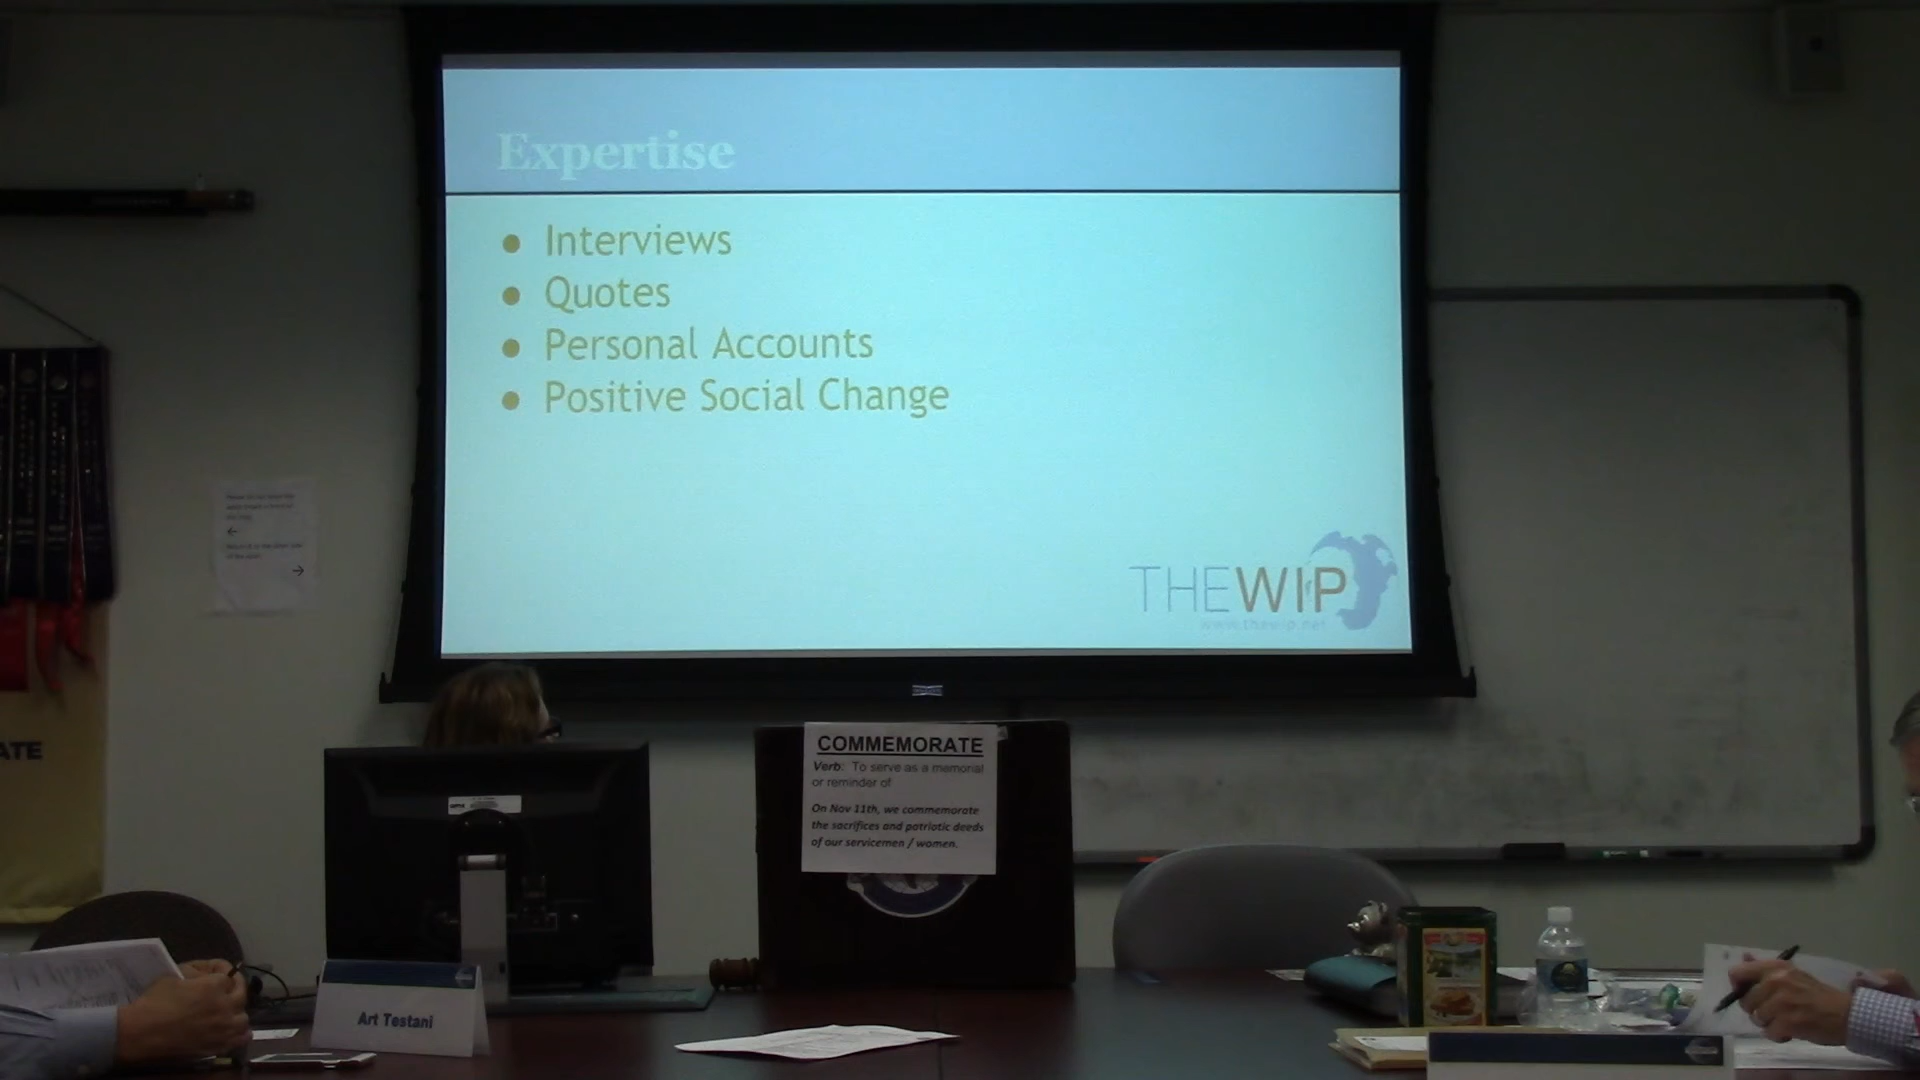 Expertise
Interviews
Quotes
Personal Accounts
Positive Social Change
THEWIP
www.thewip.net
COMMEMORATE
Verb: To serve as a memorial
or reminder of
On Nov 11th, we commemorate
the sacrifices and patriotic deeds
of our servicemen / women.
ATE
Art Testani